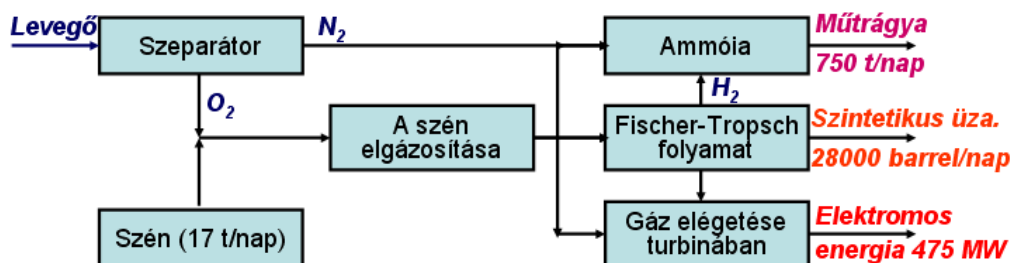 Levegő
Szeparátor
N2
Ammóia
Műtrágya
750 t/nap
O2
H2
A szén
elgázosítása
Fischer-Tropsch
folyamat
Szintetikus üza.
28000 barrel/nap
Szén (17 t/nap)
Gáz elégetése
turbinában
Elektromos
energia 475 MW